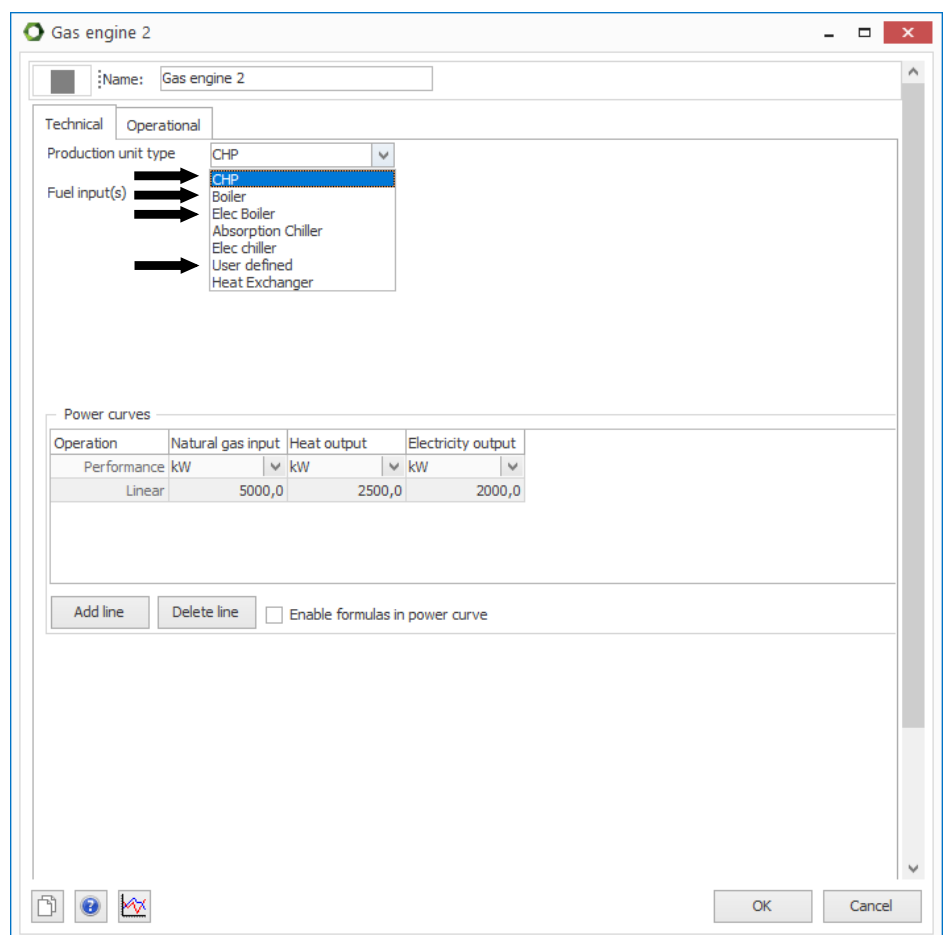 Gas engine 2
Name: Gas engine 2
Technical Operational
Production unit type CHP
CHP
Fuel input(s) Boiler
Elec Boiler
Absorption Chiller
Elec chiller
User defined
Heat Exchanger
Power curves
Operation Natural gas input Heat output Electricity output
Performance kW kW kW
Linear 5000,0 2500,0 2000,0
Add line Delete line Enable formulas in power curve
OK Cancel